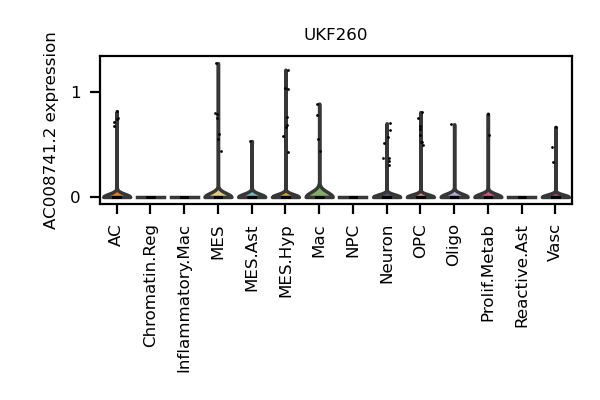 UKF260
AC008741.2 expression
1
0
AC
Chromatin.Reg
Inflammatory.Mac
MES
MES.Ast
MES.Hyp
Mac
NPC
Neuron
OPC
Oligo
Prolif.Metab
Reactive.Ast
Vasc